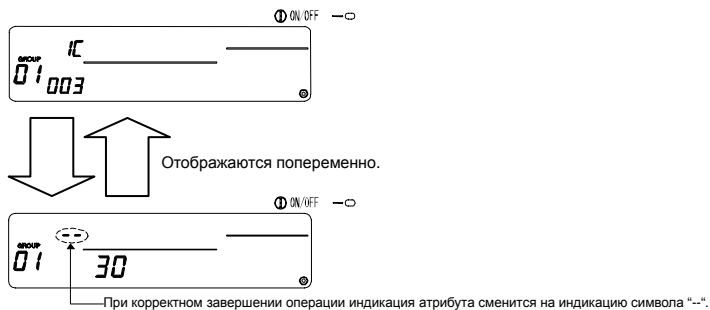 ON/OFF
IC
GROUP
01 003
Отображаются попеременно.
ON/OFF
--
GROUP
01 30
При корректном завершении операции индикация атрибута сменится на индикацию символа "--".